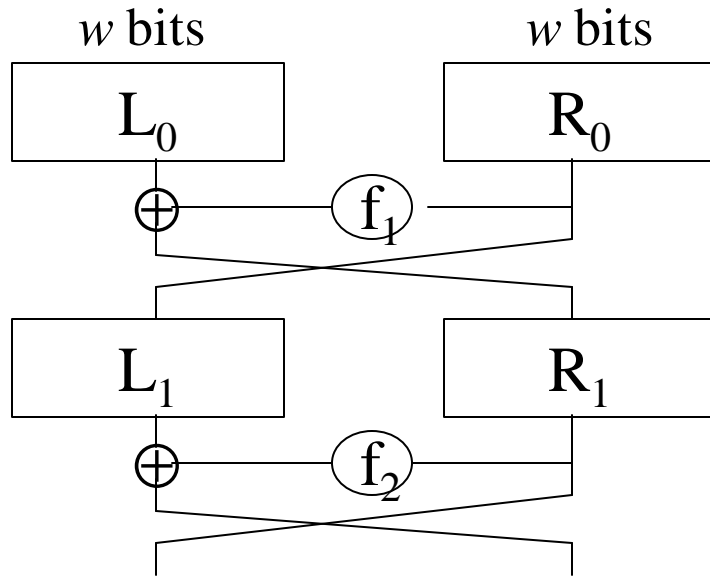 w bits w bits
L₀ R₀
f₁
L₁ R₁
f₂